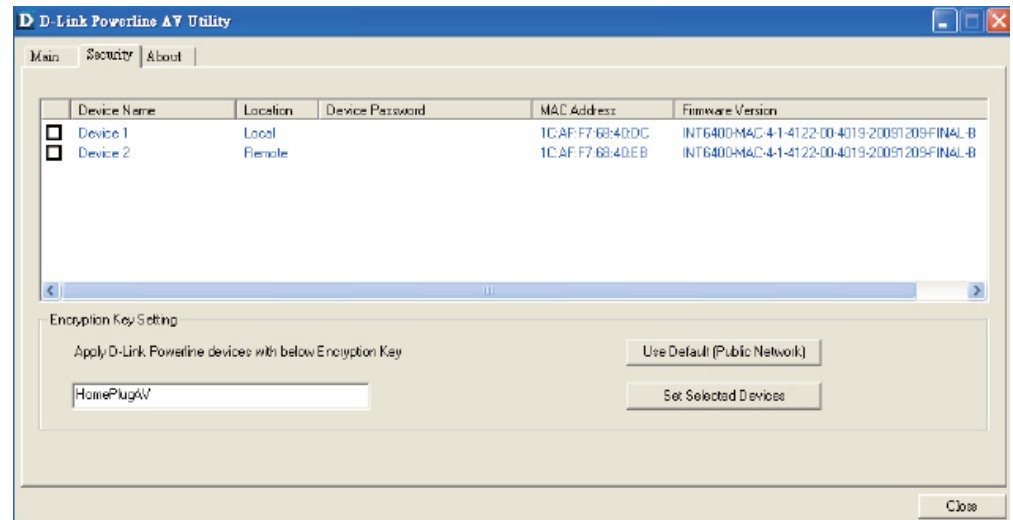 D-Link Powerline AV Utility
Main Security About
Device Name Location Device Password MAC Address Firmware Version
Device 1 Local 1C:AF:F7:68:40:DC INT6400-MAC-4-1-4122-00-4019-20091209-FINAL-B
Device 2 Remote 1C:AF:F7:68:40:EB INT6400-MAC-4-1-4122-00-4019-20091209-FINAL-B
Encryption Key Setting
Apply D-Link Powerline devices with below Encryption Key
Use Default (Public Network)
HomePlugAV
Set Selected Devices
Close